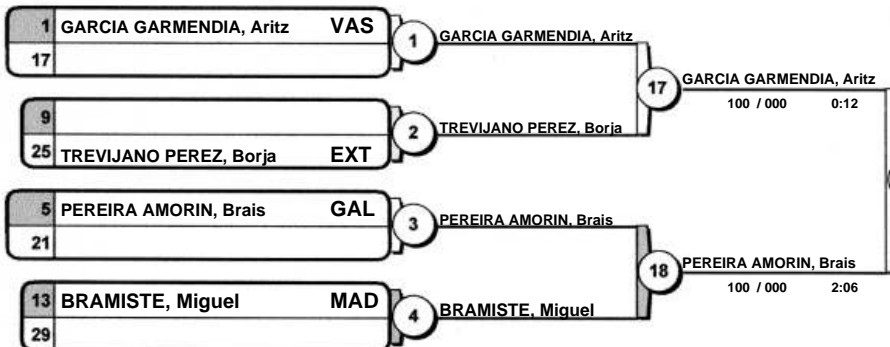 1 GARCIA GARMENDIA, Aritz VAS
17
1 GARCIA GARMENDIA, Aritz
9
25 TREVIJANO PEREZ, Borja EXT
2 TREVIJANO PEREZ, Borja
17 GARCIA GARMENDIA, Aritz
100 / 000 0:12
5 PEREIRA AMORIN, Brais GAL
21
3 PEREIRA AMORIN, Brais
13 BRAMISTE, Miguel MAD
29
4 BRAMISTE, Miguel
18 PEREIRA AMORIN, Brais
100 / 000 2:06